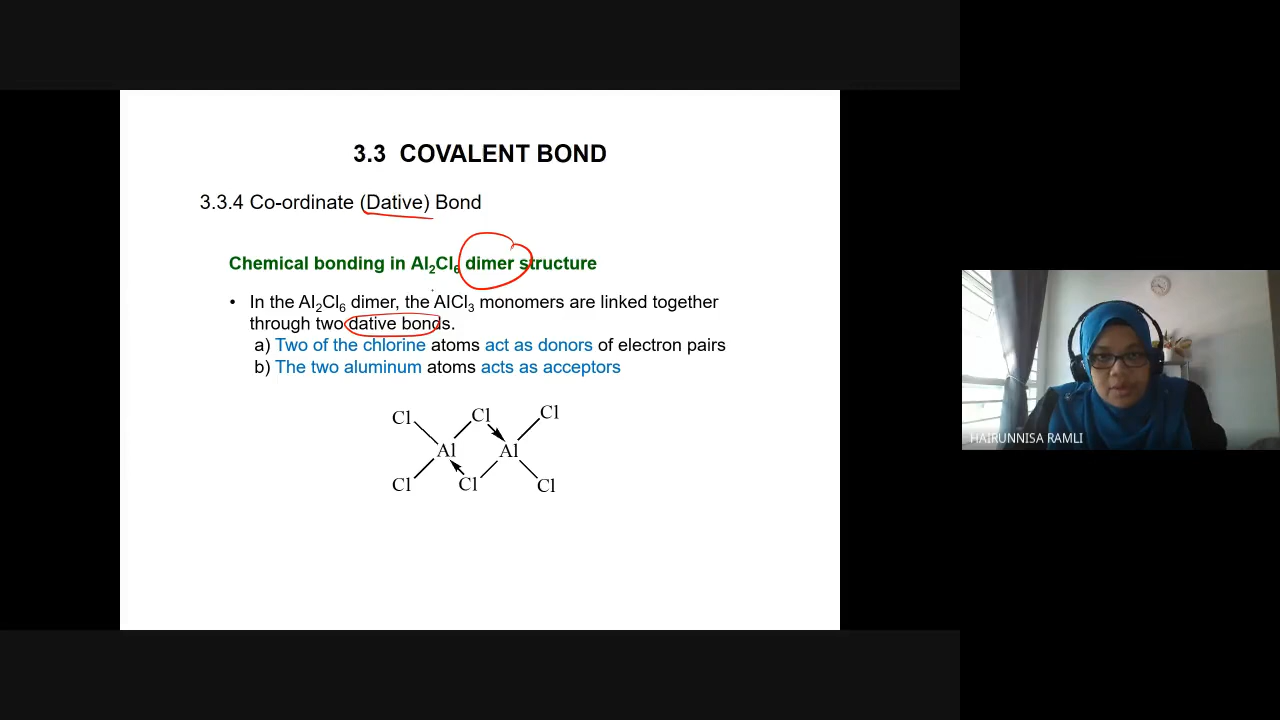 3.3 COVALENT BOND
3.3.4 Co-ordinate (Dative) Bond
Chemical bonding in Al₂Cl₆ dimer structure
• In the Al₂Cl₆ dimer, the AlCl₃ monomers are linked together
through two dative bonds.
a) Two of the chlorine atoms act as donors of electron pairs
b) The two aluminum atoms acts as acceptors
Cl Cl Cl
Al Al
Cl Cl Cl
HAIRUNNISA RAMLI